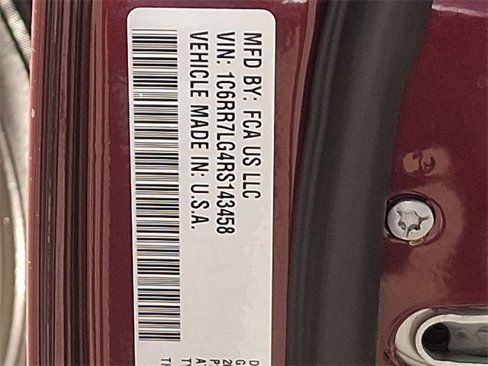 MFD BY: FCA US LLC
VIN: 1C6RR7LG4RS143458
VEHICLE MADE IN: U.S.A.